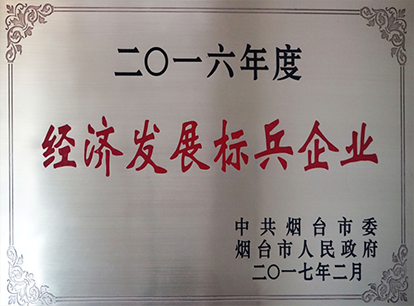 二〇一六年度
经济发展标兵企业
中共烟台市委
烟台市人民政府
二〇一七年二月